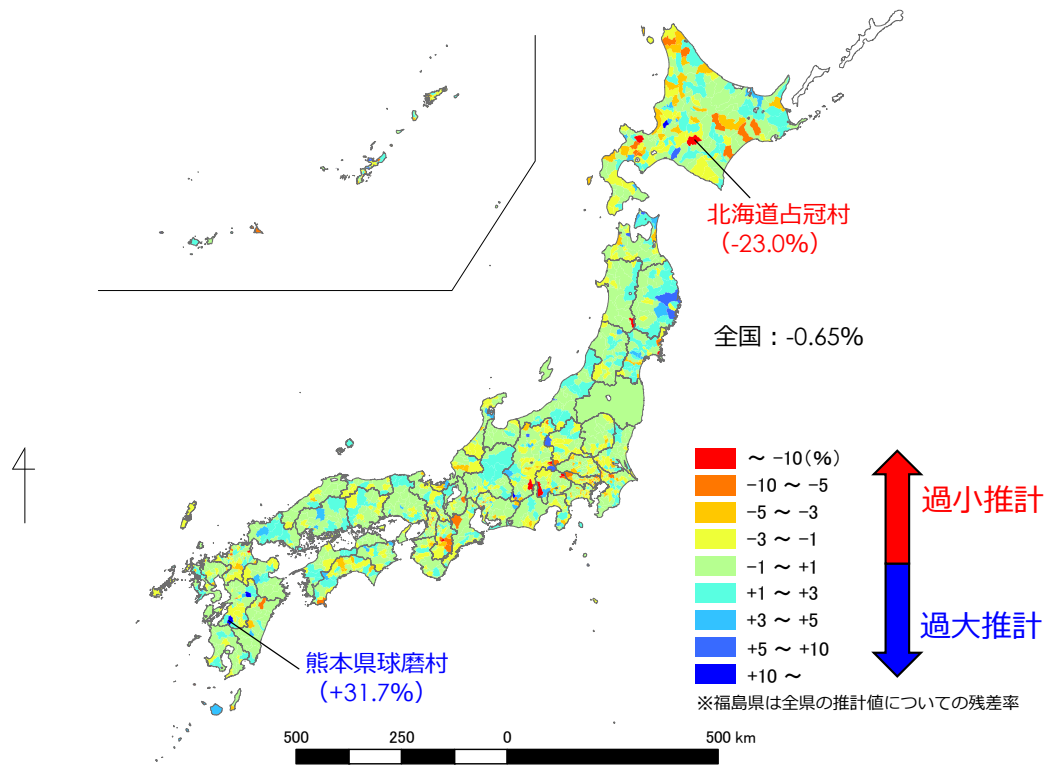 北海道占冠村
(-23.0%)
全国：-0.65%
～ -10(%)
-10 ～ -5
-5 ～ -3
-3 ～ -1
-1 ～ +1
+1 ～ +3
+3 ～ +5
+5 ～ +10
+10 ～
過小推計
過大推計
※福島県は全県の推計値についての残差率
熊本県球磨村
(+31.7%)
500 250 0 500 km